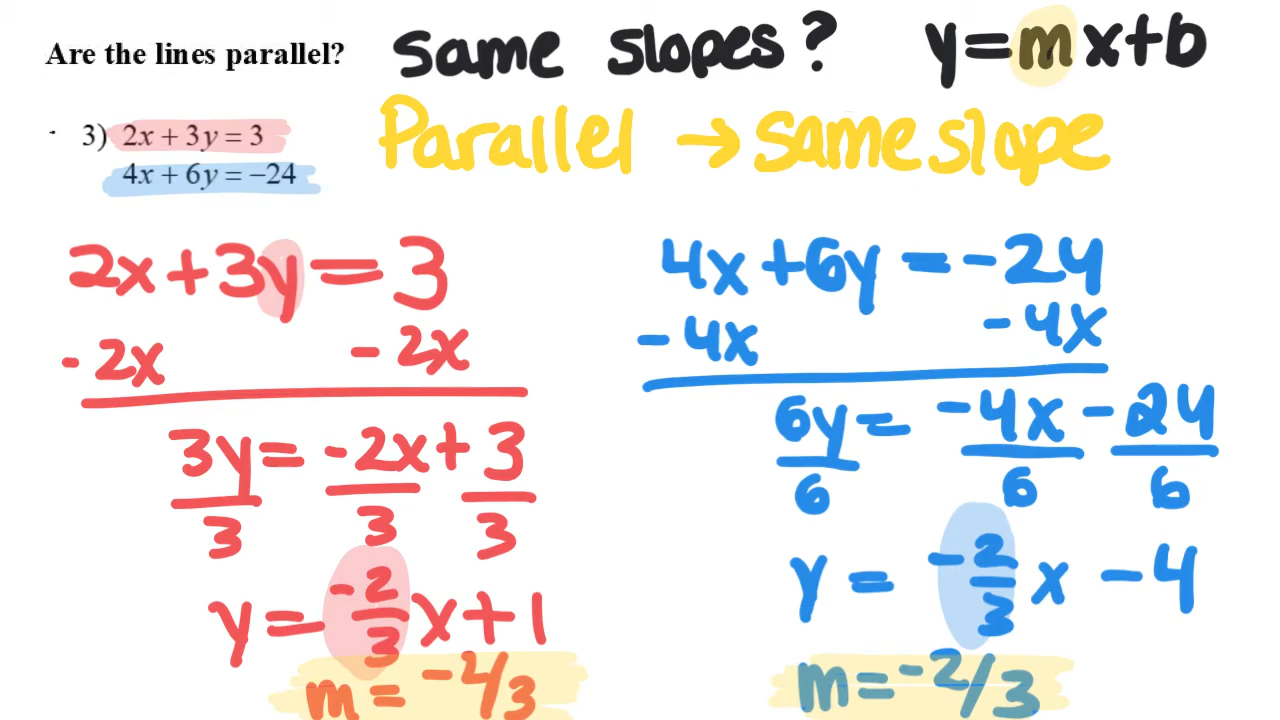 Are the lines parallel? same slopes? y=mx+b
Parallel → same slope
3) 2x + 3y = 3
4x + 6y = −24
2x+3y=3
-2x -2x
3y= -2x+ 3
3 3 3
y= -2/3 x+1
m= -2/3
4x+6y=-24
-4x -4x
6y= -4x - 24
6 6 6
y= -2/3 x -4
m= -2/3